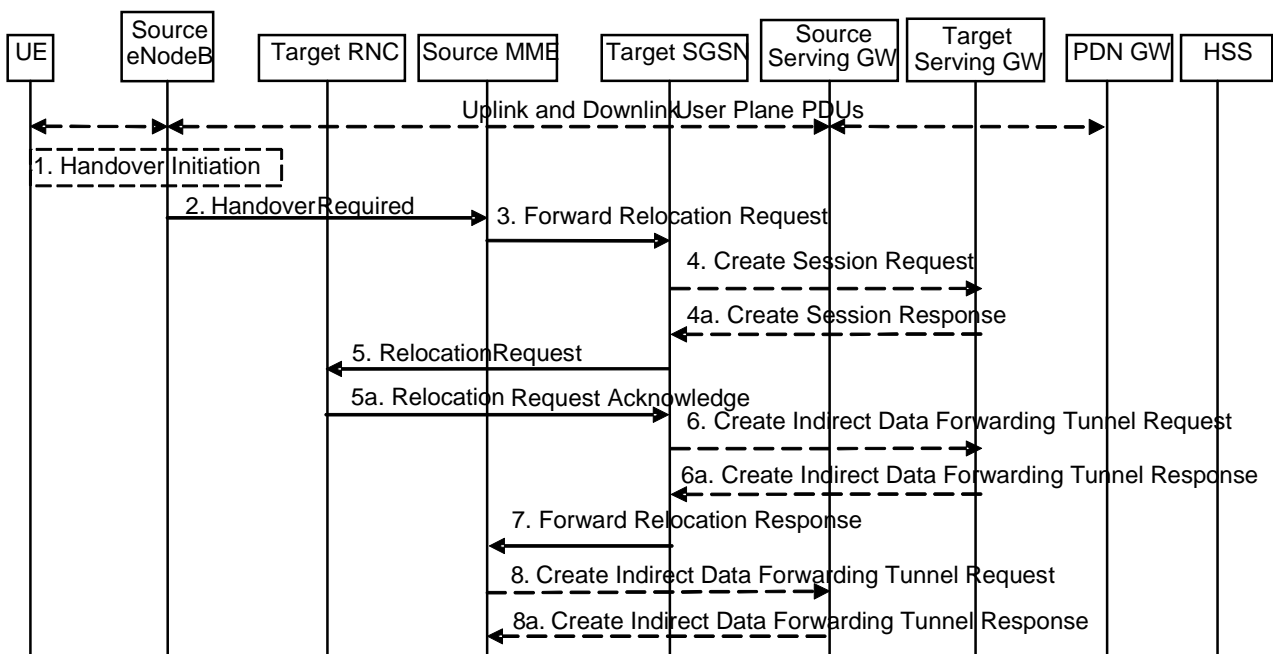 UE
Source
eNodeB
Target RNC
Source MME
Target SGSN
Source
Serving GW
Target
Serving GW
PDN GW
HSS
Uplink and Downlink User Plane PDUs
1. Handover Initiation
2. Handover Required
3. Forward Relocation Request
4. Create Session Request
4a. Create Session Response
5. Relocation Request
5a. Relocation Request Acknowledge
6. Create Indirect Data Forwarding Tunnel Request
6a. Create Indirect Data Forwarding Tunnel Response
7. Forward Relocation Response
8. Create Indirect Data Forwarding Tunnel Request
8a. Create Indirect Data Forwarding Tunnel Response